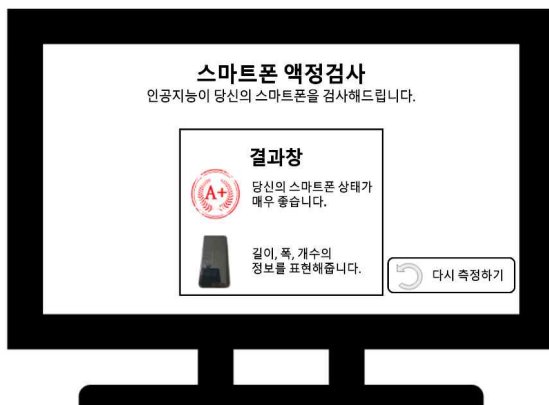 스마트폰 액정검사
인공지능이 당신의 스마트폰을 검사해드립니다.
결과창
A+
당신의 스마트폰 상태가
매우 좋습니다.
길이, 폭, 개수의
정보를 표현해줍니다.
다시 측정하기